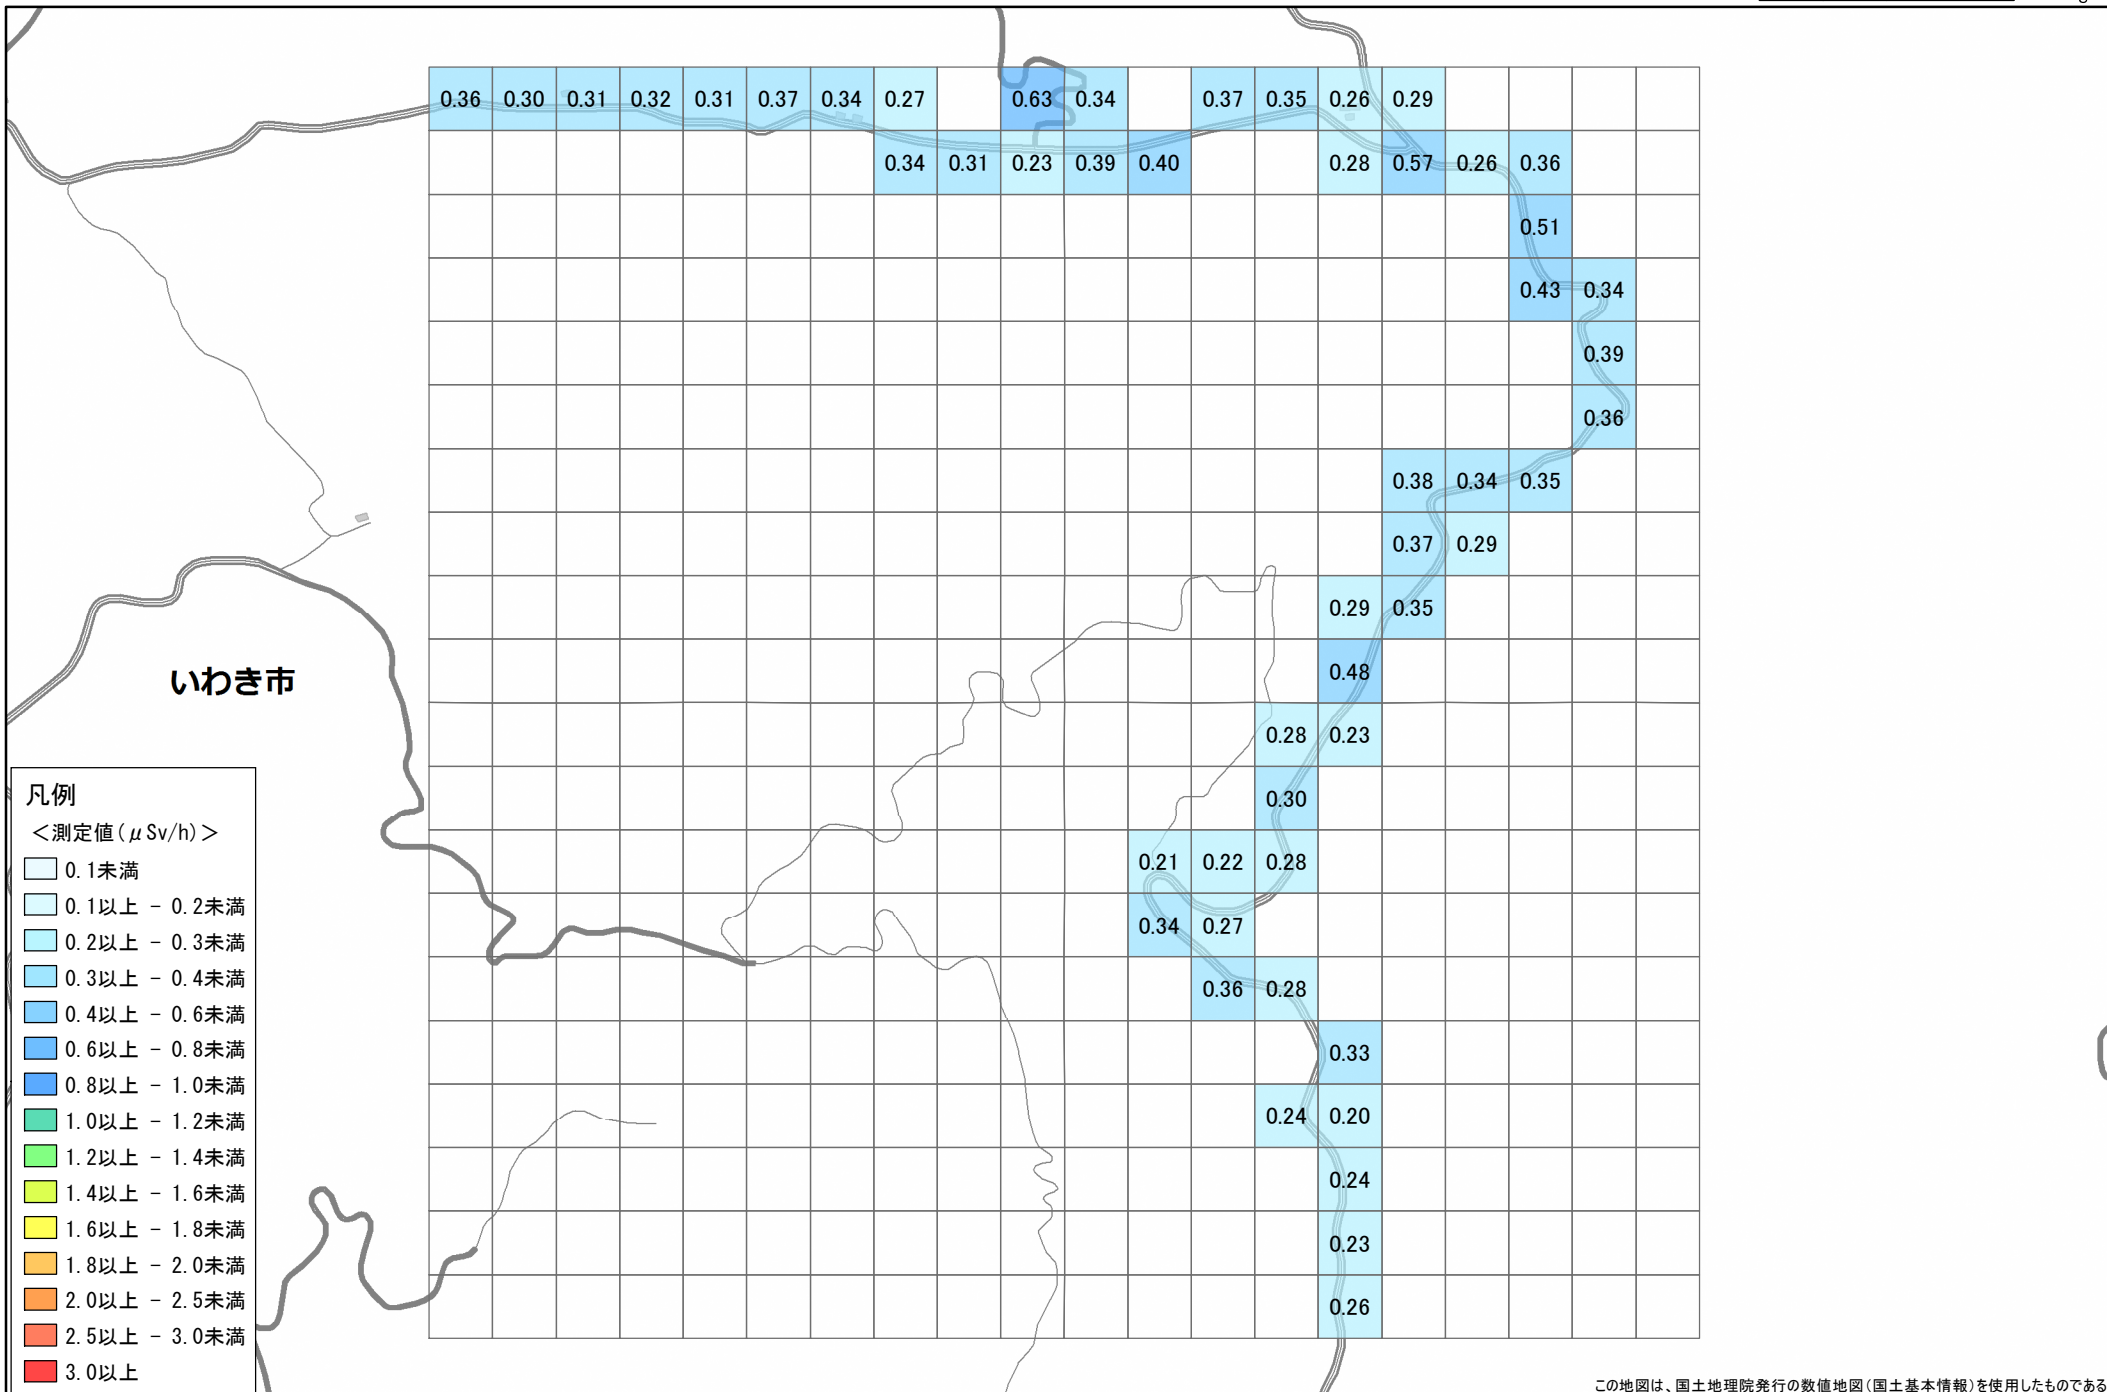 0.36 0.30 0.31 0.32 0.31 0.37 0.34 0.27 0.63 0.34 0.37 0.35 0.26 0.29
0.34 0.31 0.23 0.39 0.40 0.28 0.57 0.26 0.36
0.51
0.43 0.34
0.39
0.36
0.38 0.34 0.35
0.37 0.29
0.29 0.35
0.48
0.28 0.23
0.30
0.21 0.22 0.28
0.34 0.27
0.36 0.28
0.33
0.24 0.20
0.24
0.23
0.26
いわき市
凡例
＜測定値(μSv/h)＞
0.1未満
0.1以上 - 0.2未満
0.2以上 - 0.3未満
0.3以上 - 0.4未満
0.4以上 - 0.6未満
0.6以上 - 0.8未満
0.8以上 - 1.0未満
1.0以上 - 1.2未満
1.2以上 - 1.4未満
1.4以上 - 1.6未満
1.6以上 - 1.8未満
1.8以上 - 2.0未満
2.0以上 - 2.5未満
2.5以上 - 3.0未満
3.0以上
この地図は、国土地理院発行の数値地図(国土基本情報)を使用したものである